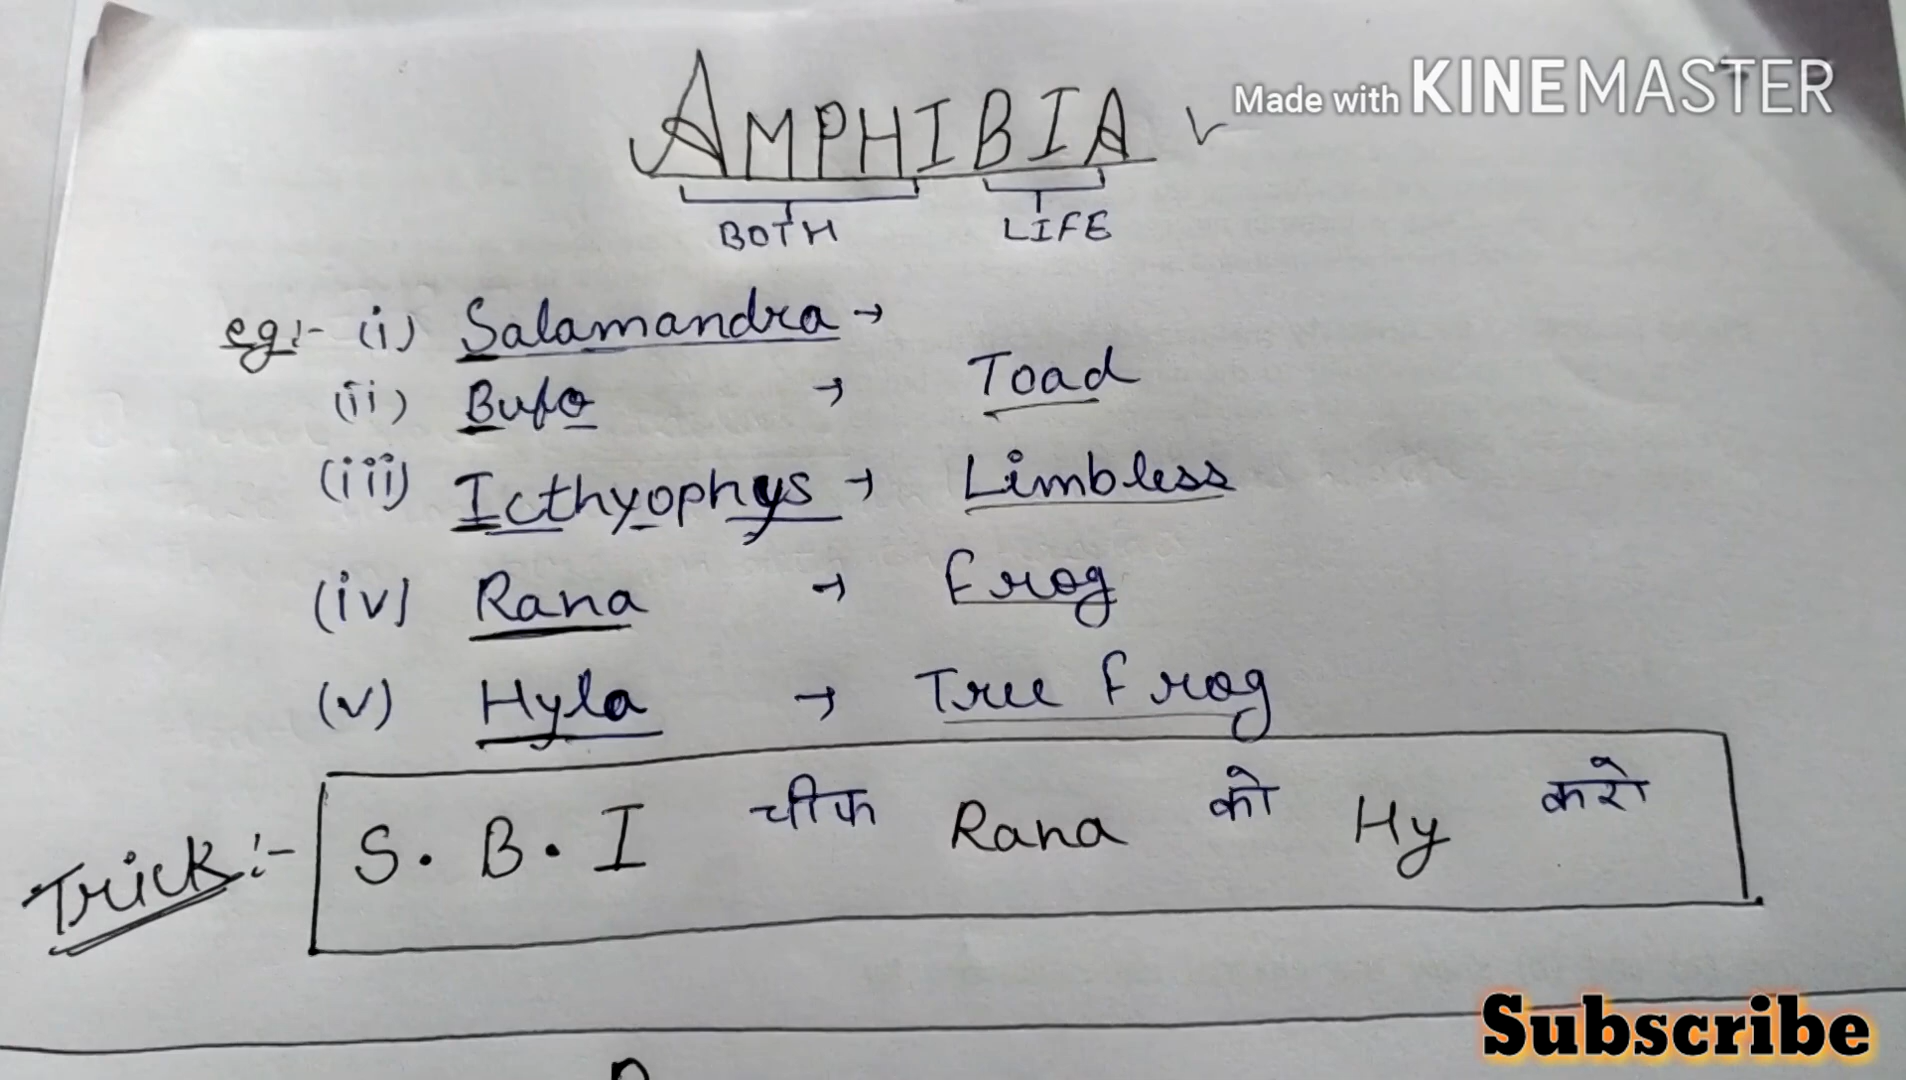 Made with KINEMASTER
AMPHIBIA
BOTH LIFE
eg:- (i) Salamandra →
(ii) Bufo → Toad
(iii) Icthyophys → Limbless
(iv) Rana → Frog
(v) Hyla → Tree Frog
Trick:- S. B. I चीफ Rana को Hy करो
Subscribe